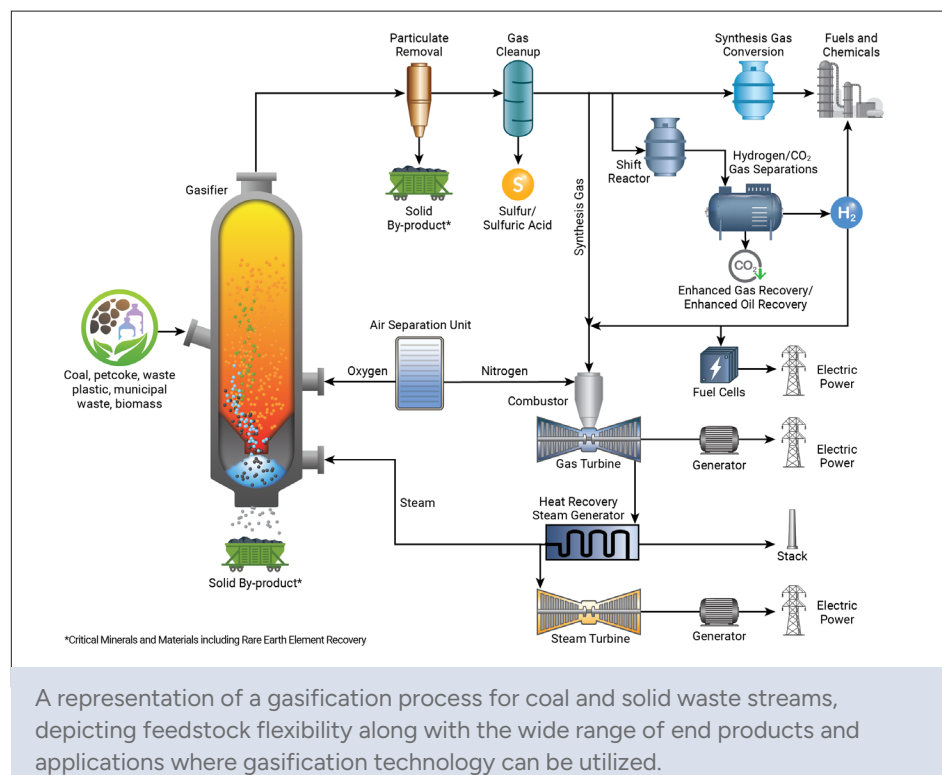 Particulate
Removal
Gas
Cleanup
Synthesis Gas
Conversion
Fuels and
Chemicals
Gasifier
Solid
By-product*
S
Sulfur/
Sulfuric Acid
Synthesis Gas
Shift
Reactor
Hydrogen/CO₂
Gas Separations
H₂
CO₂
Enhanced Gas Recovery/
Enhanced Oil Recovery
Coal, petcoke, waste
plastic, municipal
waste, biomass
Air Separation Unit
Oxygen
Nitrogen
Combustor
Fuel Cells
Electric
Power
Gas Turbine
Generator
Electric
Power
Steam
Heat Recovery
Steam Generator
Stack
Solid By-product*
Steam Turbine
Generator
Electric
Power
*Critical Minerals and Materials including Rare Earth Element Recovery
A representation of a gasification process for coal and solid waste streams,
depicting feedstock flexibility along with the wide range of end products and
applications where gasification technology can be utilized.